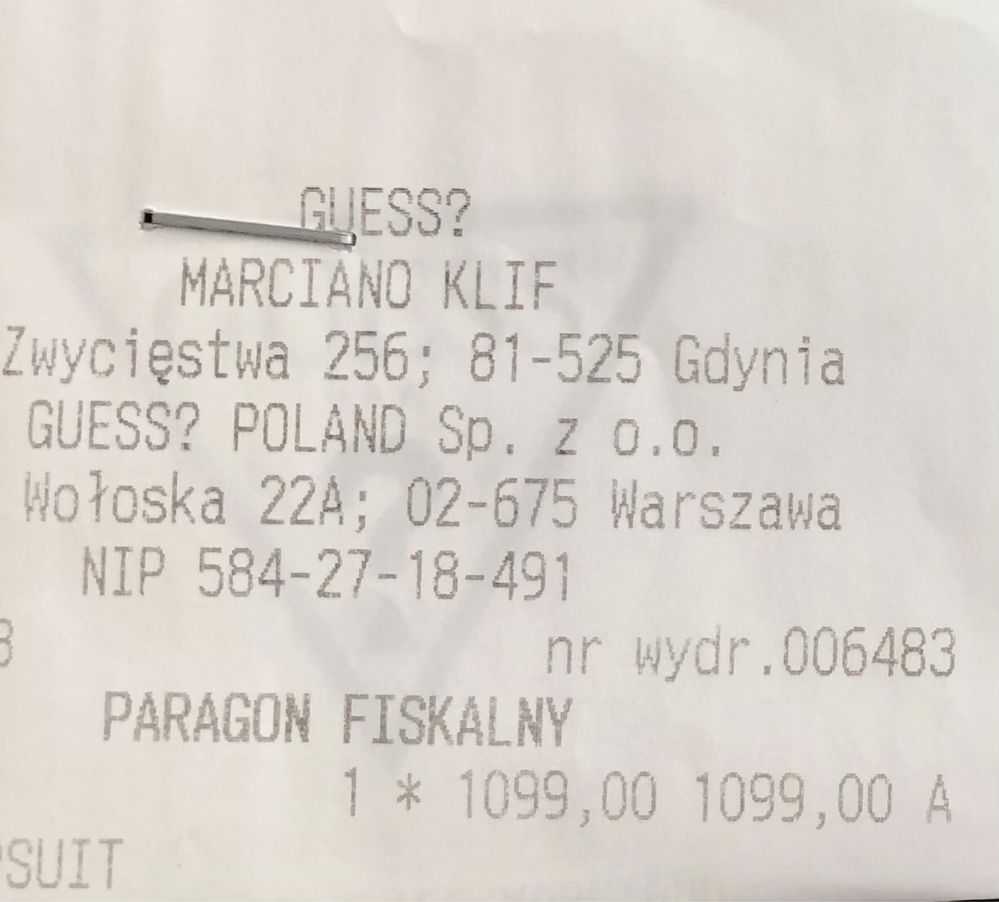 GUESS?
MARCIANO KLIF
Zwycięstwa 256; 81-525 Gdynia
GUESS? POLAND Sp. z o.o.
Wołoska 22A; 02-675 Warszawa
NIP 584-27-18-491
nr wydr.006483
PARAGON FISKALNY
1 * 1099,00 1099,00 A
SUIT